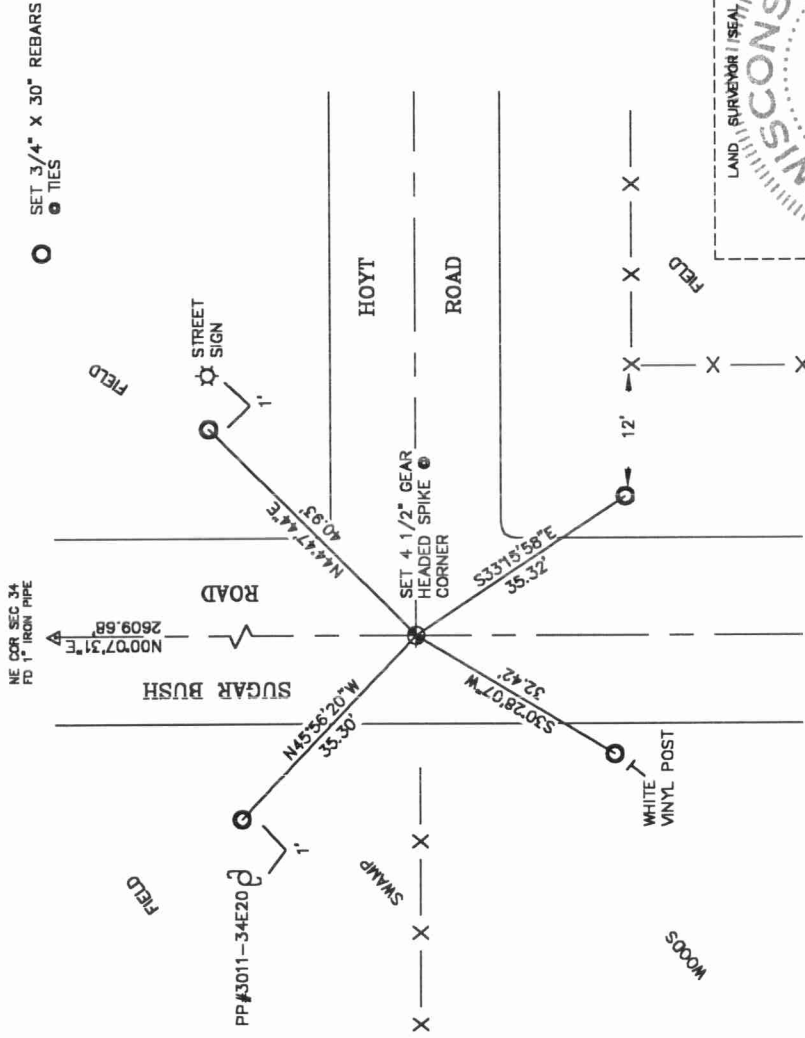 NE COR SEC 34
FD 1" IRON PIPE
O SET 3/4" X 30" REBARS
@ TIES
N00°07'31"E
2609.68'
SUGAR BUSH
ROAD
FIELD
FIELD
STREET
SIGN
1'
N44°47'44"E
40.93'
N45°56'20"W
35.30'
PP#3011-34E20
1'
HOYT
ROAD
SET 4 1/2" GEAR
HEADED SPIKE @
CORNER
SWAMP
S33°15'58"E
35.32'
S30°28'07"W
32.42'
12'
FIELD
WHITE
VINYL POST
WOODS
LAND SURVEYOR SEAL
WISCONS